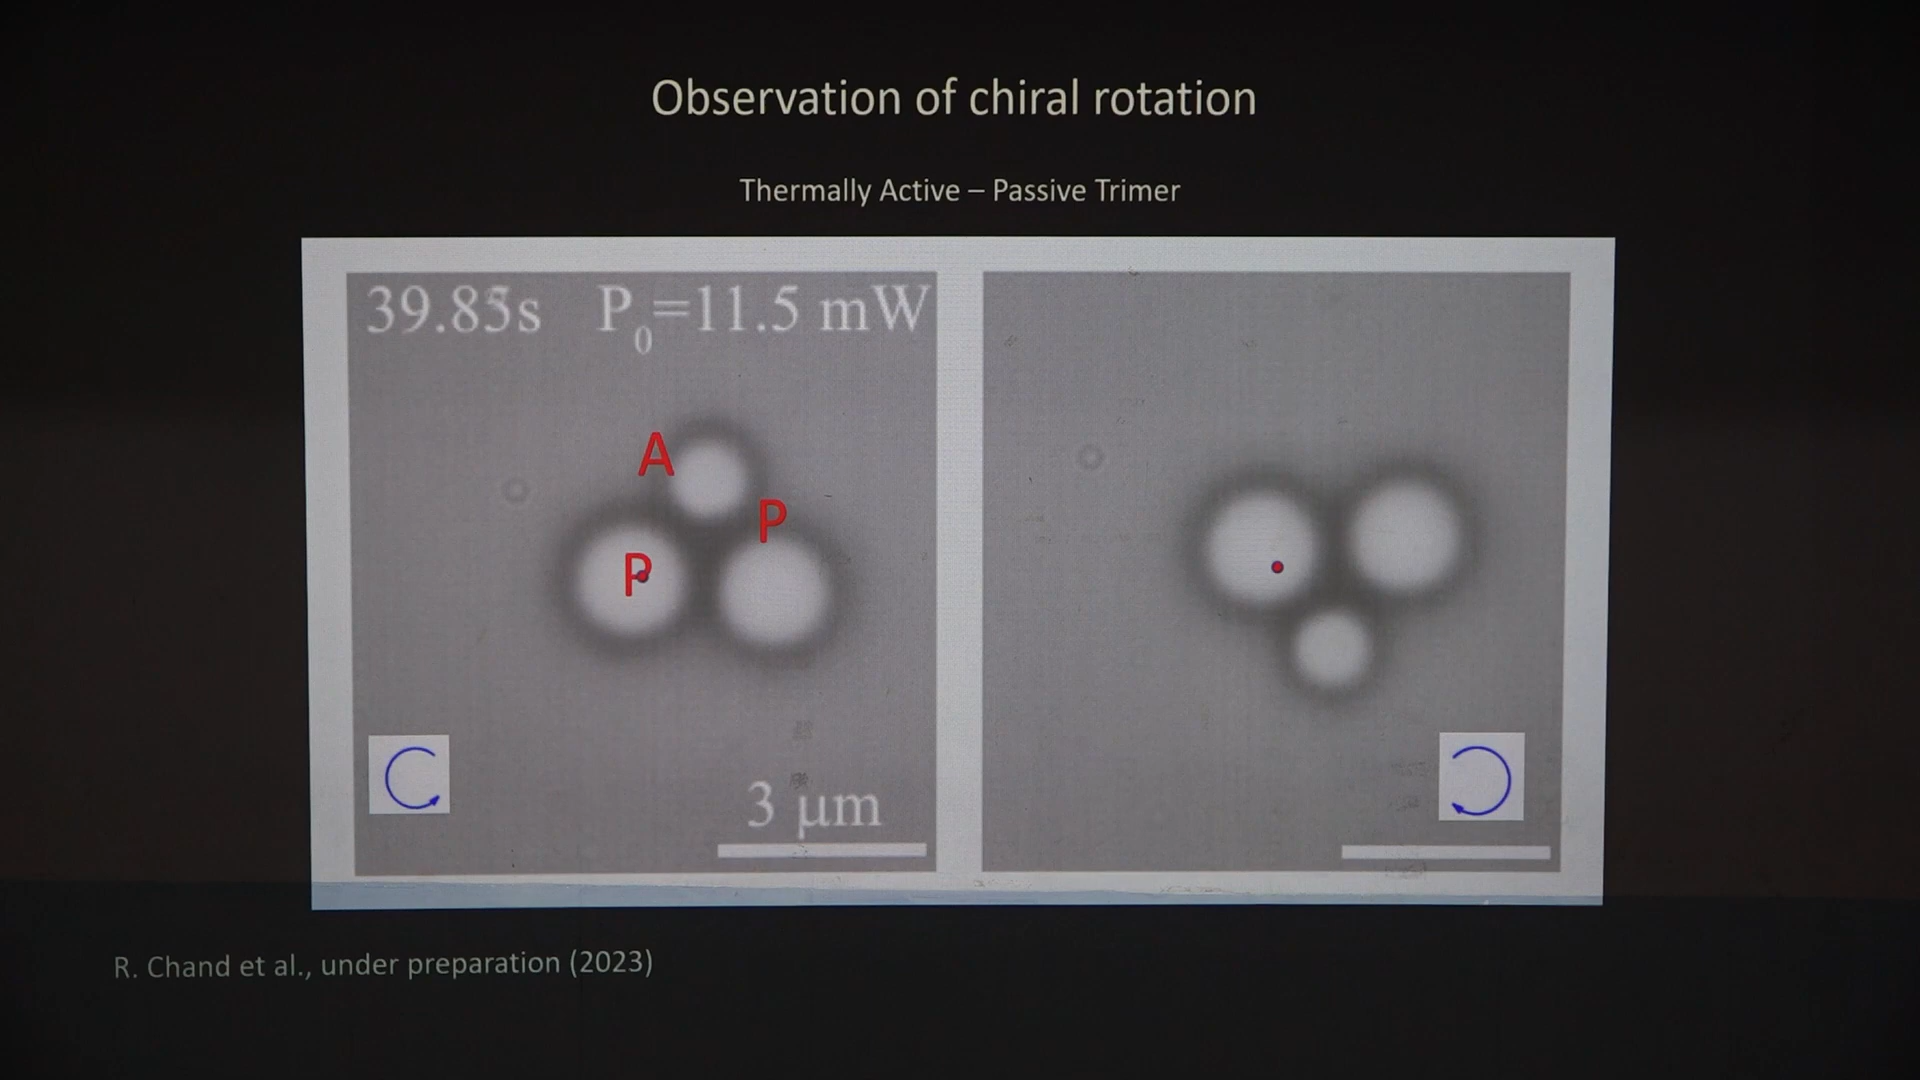 Observation of chiral rotation
Thermally Active – Passive Trimer
39.85s P0=11.5 mW
A
P
P
3 μm
R. Chand et al., under preparation (2023)